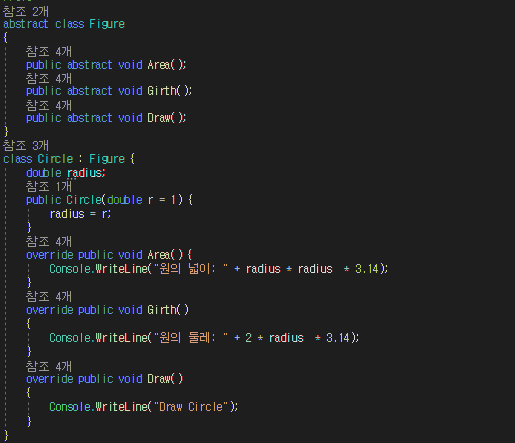 참조 2개
abstract class Figure
{
참조 4개
public abstract void Area();
참조 4개
public abstract void Girth();
참조 4개
public abstract void Draw();
}
참조 3개
class Circle : Figure {
double radius;
참조 1개
public Circle(double r = 1) {
radius = r;
}
참조 4개
override public void Area() {
Console.WriteLine("원의 넓이: " + radius * radius * 3.14);
}
참조 4개
override public void Girth()
{
Console.WriteLine("원의 둘레: " + 2 * radius * 3.14);
}
참조 4개
override public void Draw()
{
Console.WriteLine("Draw Circle");
}
}